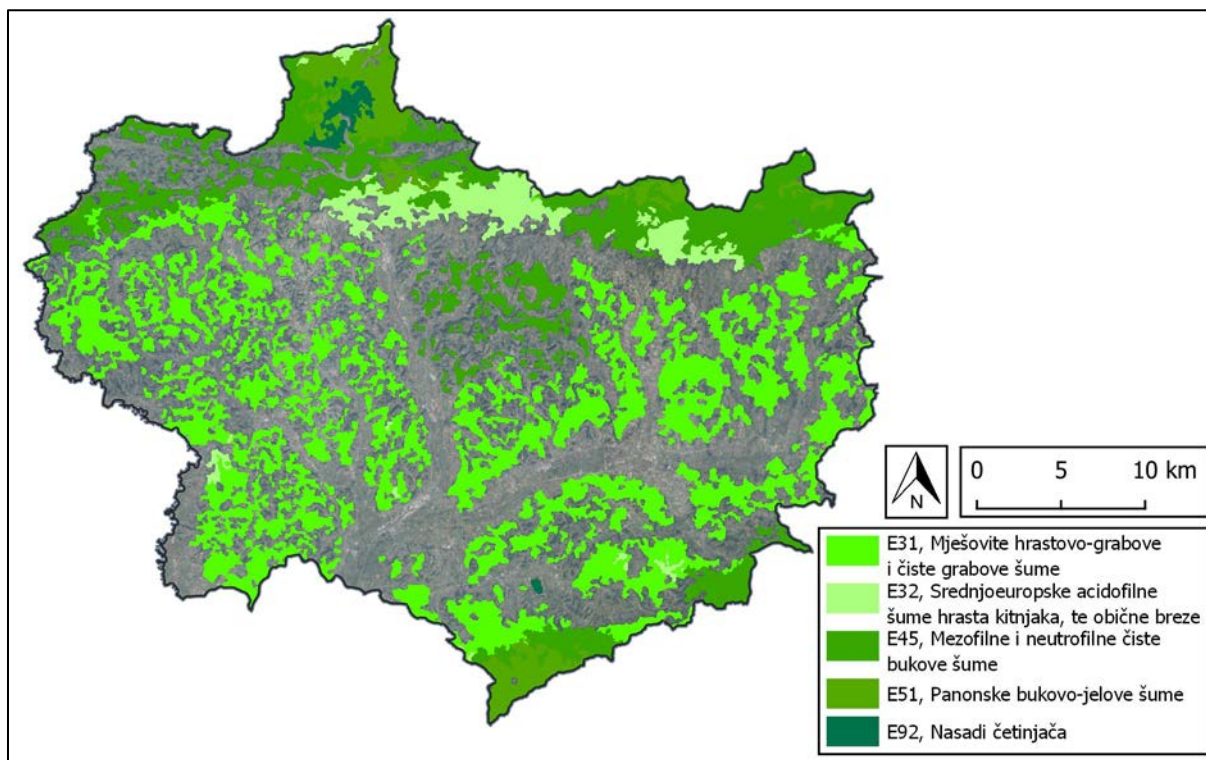 N
0 5 10 km
E31, Mješovite hrastovo-grabove
i čiste grabove šume
E32, Srednjoeuropske acidofilne
šume hrasta kitnjaka, te obične breze
E45, Mezofilne i neutrofilne čiste
bukove šume
E51, Panonske bukovo-jelove šume
E92, Nasadi četinjača